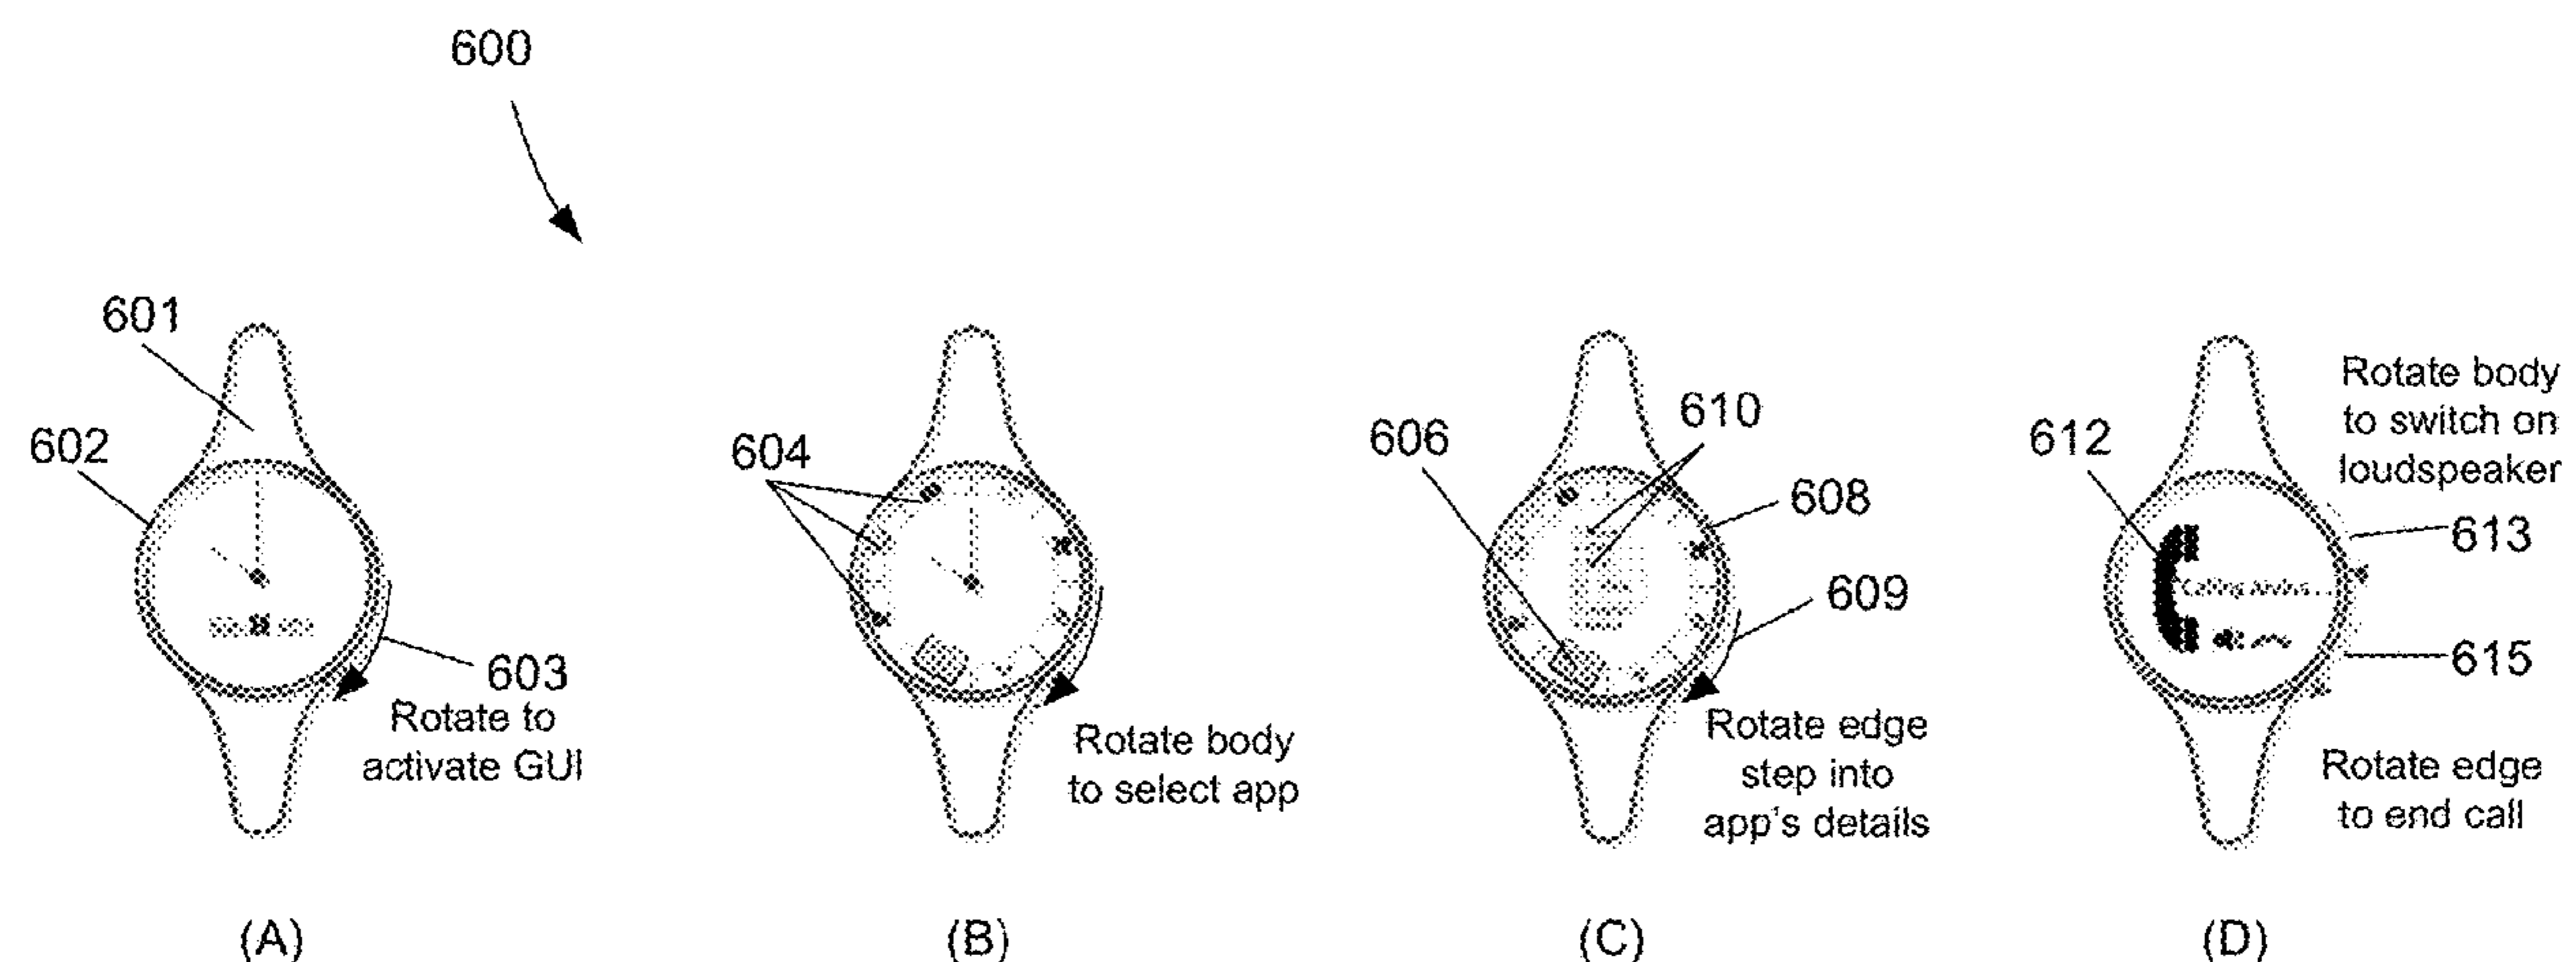 600
601
602
603
Rotate to
activate GUI
(A)
604
Rotate body
to select app
(B)
606
610
608
609
Rotate edge
step into
app's details
(C)
612
Rotate body
to switch on
loudspeaker
613
615
Calling
Rotate edge
to end call
(D)